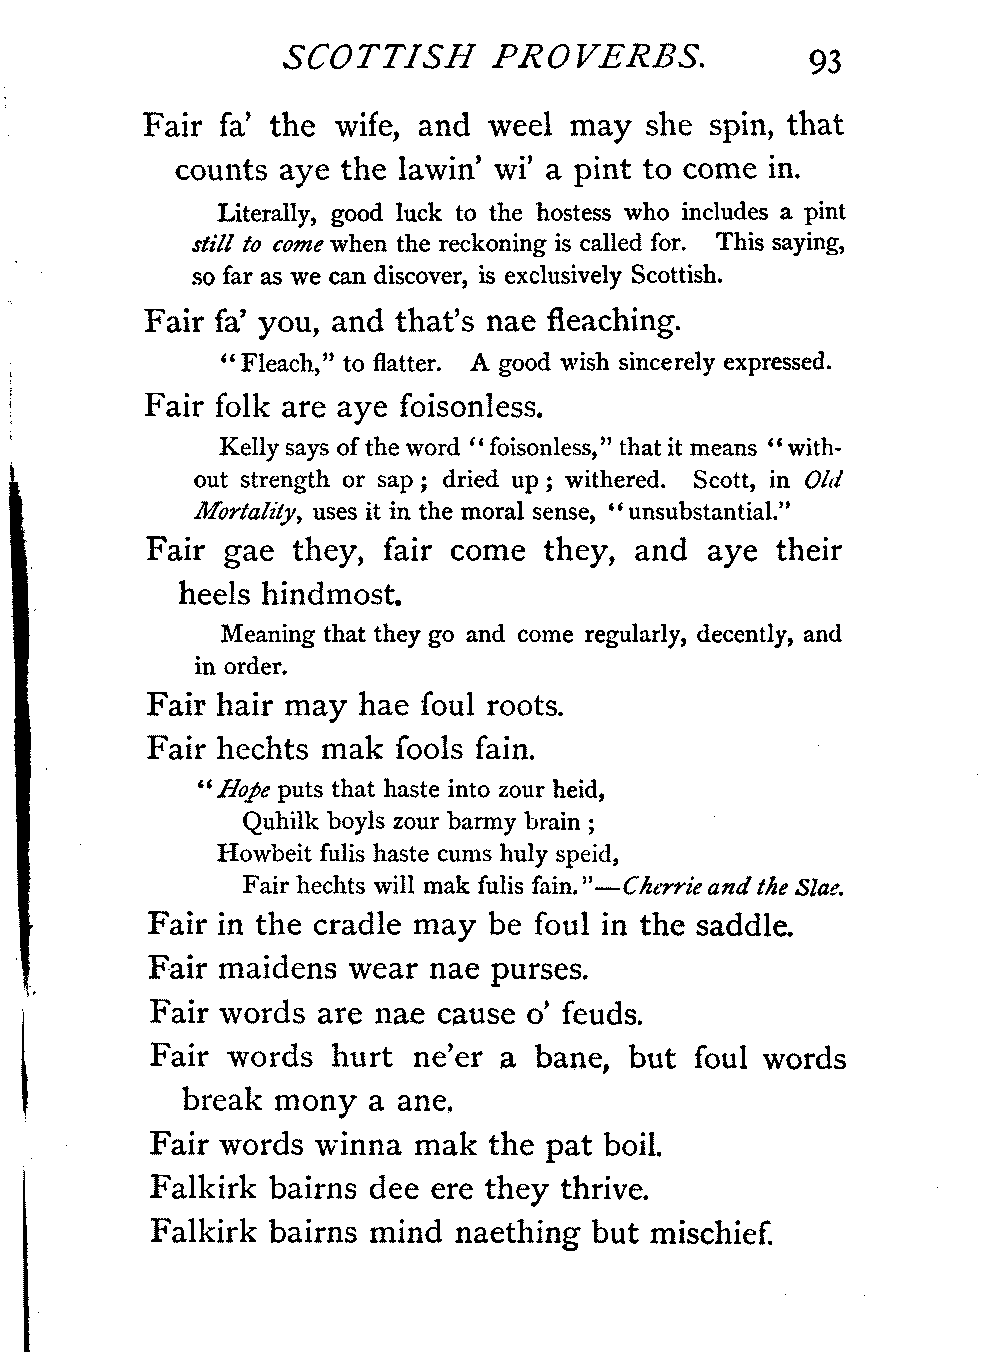 SCOTTISH PROVERBS. 93
Fair fa' the wife, and weel may she spin, that
counts aye the lawin' wi' a pint to come in.
Literally, good luck to the hostess who includes a pint
still to come when the reckoning is called for. This saying,
so far as we can discover, is exclusively Scottish.
Fair fa' you, and that's nae fleaching.
"Fleach," to flatter. A good wish sincerely expressed.
Fair folk are aye foisonless.
Kelly says of the word "foisonless," that it means "with-
out strength or sap; dried up; withered. Scott, in Old
Mortality, uses it in the moral sense, "unsubstantial."
Fair gae they, fair come they, and aye their
heels hindmost.
Meaning that they go and come regularly, decently, and
in order.
Fair hair may hae foul roots.
Fair hechts mak fools fain.
"Hope puts that haste into zour heid,
Quhilk boyls zour barmy brain;
Howbeit fulis haste cums huly speid,
Fair hechts will mak fulis fain."—Cherrie and the Slae.
Fair in the cradle may be foul in the saddle.
Fair maidens wear nae purses.
Fair words are nae cause o' feuds.
Fair words hurt ne'er a bane, but foul words
break mony a ane.
Fair words winna mak the pat boil.
Falkirk bairns dee ere they thrive.
Falkirk bairns mind naething but mischief.